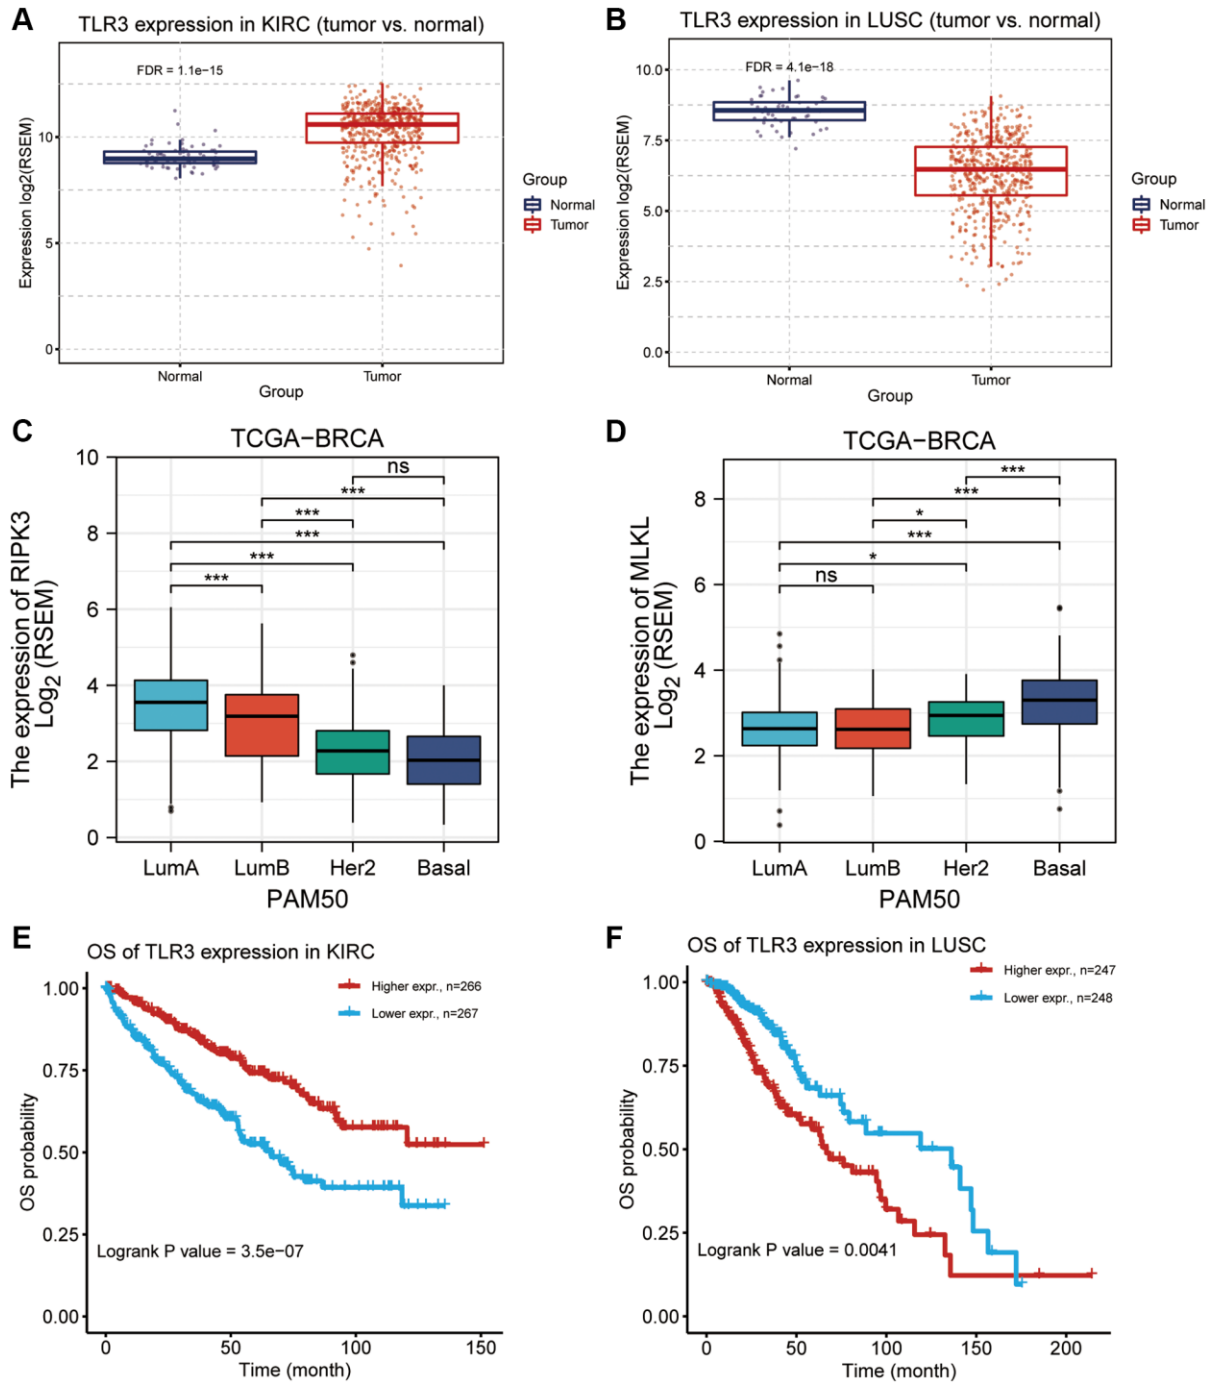 A
TLR3 expression in KIRC (tumor vs. normal)
FDR = 1.1e−15
Expression log2(RSEM)
10
5
0
Normal
Tumor
Group
Group
Normal
Tumor
B
TLR3 expression in LUSC (tumor vs. normal)
FDR = 4.1e−18
Expression log2(RSEM)
10.0
7.5
5.0
2.5
0.0
Normal
Tumor
Group
Group
Normal
Tumor
C
TCGA−BRCA
The expression of RIPK3
Log2 (RSEM)
10
8
6
4
2
0
ns
***
***
***
***
***
LumA
LumB
Her2
Basal
PAM50
D
TCGA−BRCA
The expression of MLKL
Log2 (RSEM)
8
6
4
2
0
***
***
*
***
*
ns
LumA
LumB
Her2
Basal
PAM50
E
OS of TLR3 expression in KIRC
Higher expr., n=266
Lower expr., n=267
OS probability
1.00
0.75
0.50
0.25
0.00
Logrank P value = 3.5e−07
0
50
100
150
Time (month)
F
OS of TLR3 expression in LUSC
Higher expr., n=247
Lower expr., n=248
OS probability
1.00
0.75
0.50
0.25
0.00
Logrank P value = 0.0041
0
50
100
150
200
Time (month)